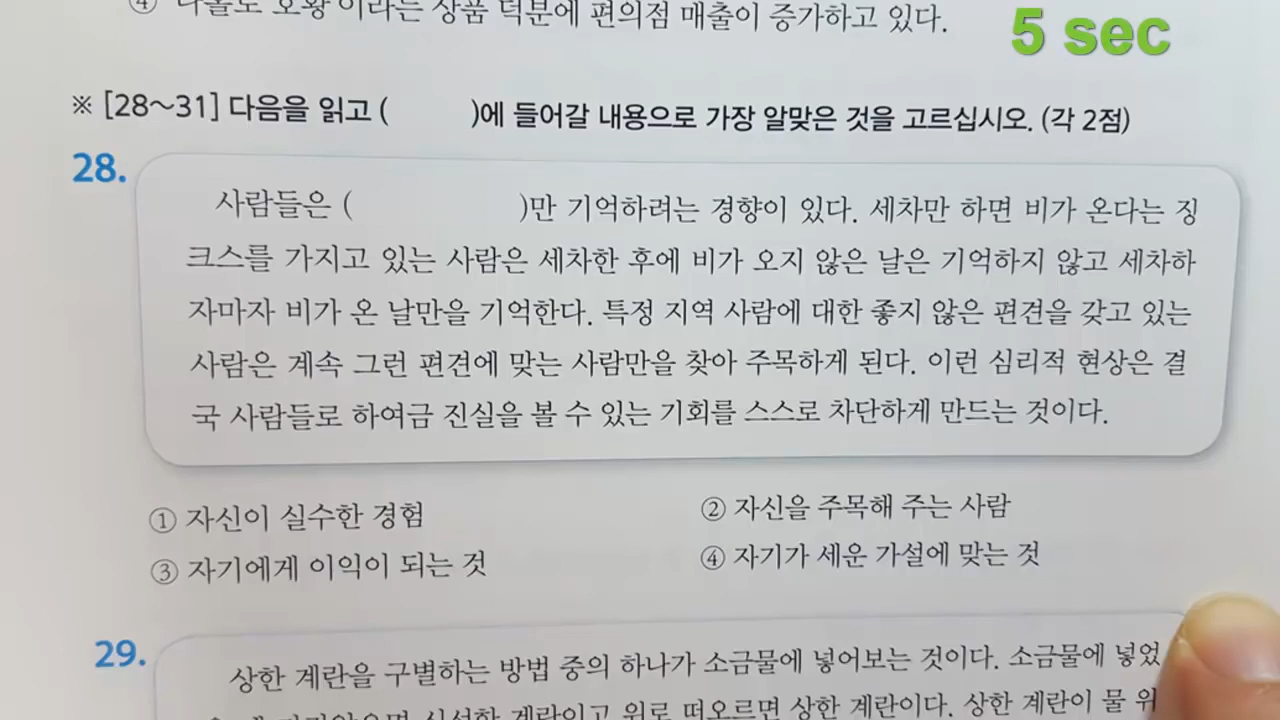 ④ '나홀로 호황'이라는 상품 덕분에 편의점 매출이 증가하고 있다.
5 sec
※ [28~31] 다음을 읽고 ( )에 들어갈 내용으로 가장 알맞은 것을 고르십시오. (각 2점)
28.
사람들은 ( )만 기억하려는 경향이 있다. 세차만 하면 비가 온다는 징
크스를 가지고 있는 사람은 세차한 후에 비가 오지 않은 날은 기억하지 않고 세차하
자마자 비가 온 날만을 기억한다. 특정 지역 사람에 대한 좋지 않은 편견을 갖고 있는
사람은 계속 그런 편견에 맞는 사람만을 찾아 주목하게 된다. 이런 심리적 현상은 결
국 사람들로 하여금 진실을 볼 수 있는 기회를 스스로 차단하게 만드는 것이다.
① 자신이 실수한 경험
② 자신을 주목해 주는 사람
③ 자기에게 이익이 되는 것
④ 자기가 세운 가설에 맞는 것
29.
상한 계란을 구별하는 방법 중의 하나가 소금물에 넣어보는 것이다. 소금물에 넣었
신선한 계란이고 위로 떠오르면 상한 계란이다. 상한 계란이 물 위